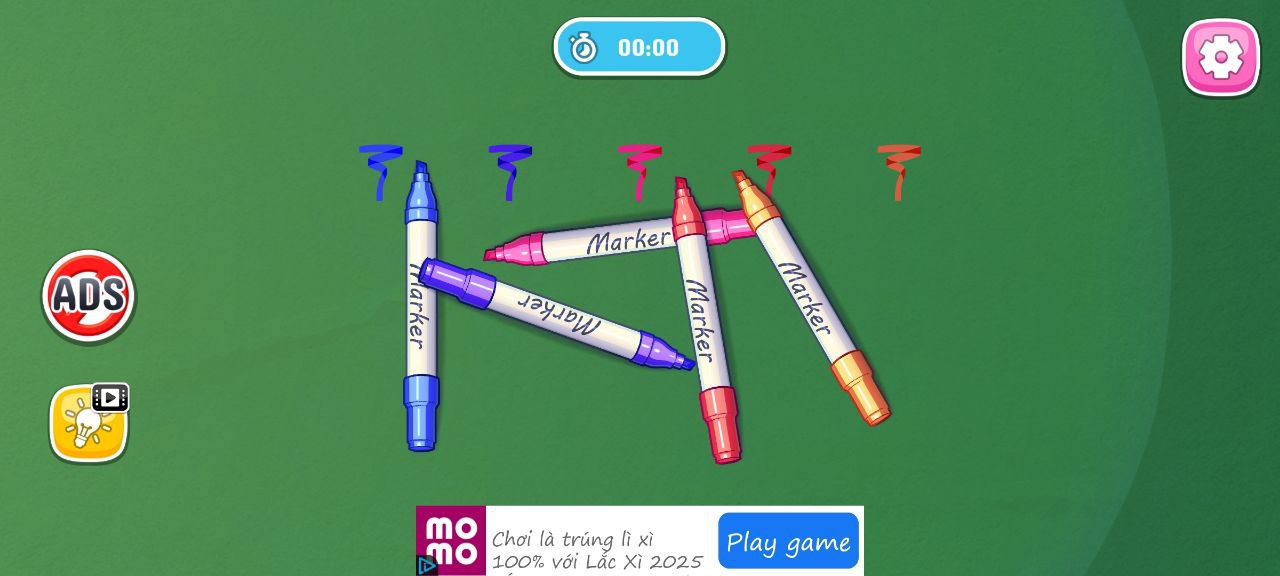 00:00
ADS
Marker
Marker
Marker
Marker
Marker
mo
mo
Chơi là trúng lì xì
100% với Lắc Xì 2025
Play game